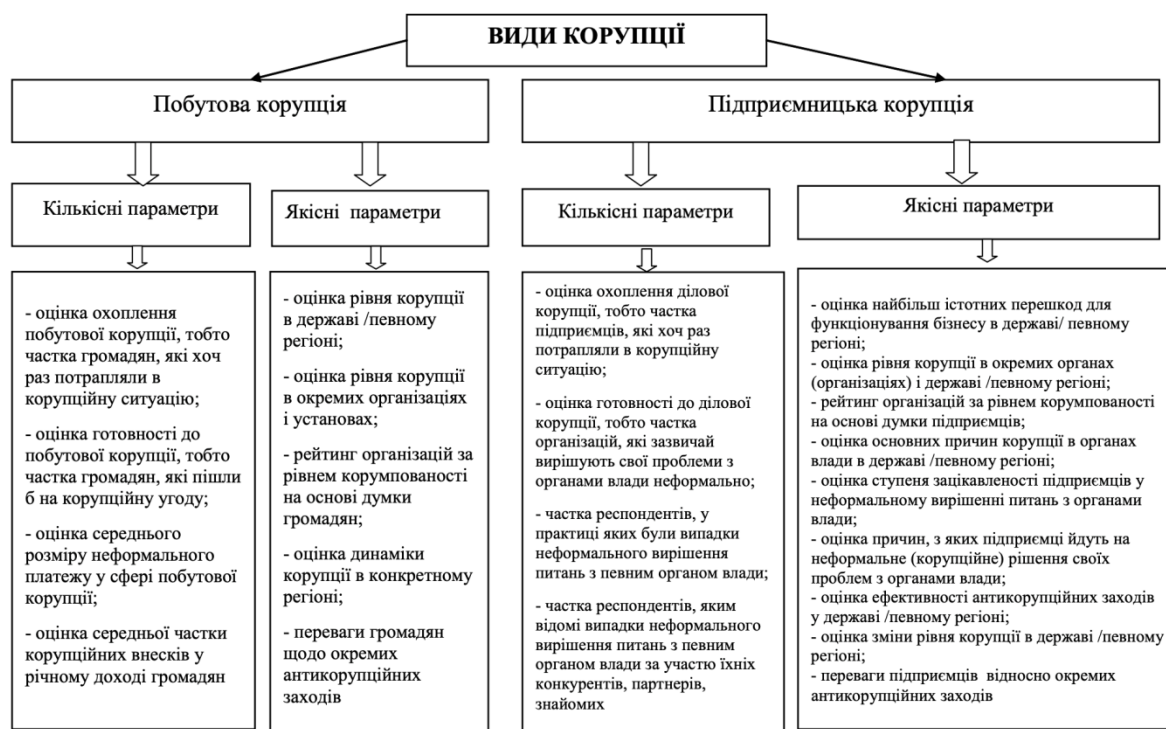 ВИДИ КОРУПЦІЇ
Побутова корупція
Підприємницька корупція
Кількісні параметри
Якісні параметри
Кількісні параметри
Якісні параметри
- оцінка охоплення
побутової корупції, тобто
частка громадян, які хоч
раз потрапляли в
корупційну ситуацію;
- оцінка готовності до
побутової корупції, тобто
частка громадян, які пішли
б на корупційну угоду;
- оцінка середнього
розміру неформального
платежу у сфері побутової
корупції;
- оцінка середньої частки
корупційних внесків у
річному доході громадян
- оцінка рівня корупції
в державі /певному
регіоні;
- оцінка рівня корупції
в окремих організаціях
і установах;
- рейтинг організацій за
рівнем корумпованості
на основі думки
громадян;
- оцінка динаміки
корупції в конкретному
регіоні;
- переваги громадян
щодо окремих
антикорупційних
заходів
- оцінка охоплення ділової
корупції, тобто частка
підприємців, які хоч раз
потрапляли в корупційну
ситуацію;
- оцінка готовності до ділової
корупції, тобто частка
організацій, які зазвичай
вирішують свої проблеми з
органами влади неформально;
- частка респондентів, у
практиці яких були випадки
неформального вирішення
питань з певним органом влади;
- частка респондентів, яким
відомі випадки неформального
вирішення питань з певним
органом влади за участю їхніх
конкурентів, партнерів,
знайомих
- оцінка найбільш істотних перешкод для
функціонування бізнесу в державі/ певному
регіоні;
- оцінка рівня корупції в окремих органах
(організаціях) і державі /певному регіоні;
- рейтинг організацій за рівнем корумпованості
на основі думки підприємців;
- оцінка основних причин корупції в органах
влади в державі /певному регіоні;
- оцінка ступеня зацікавленості підприємців у
неформальному вирішенні питань з органами
влади;
- оцінка причин, з яких підприємці йдуть на
неформальне (корупційне) рішення своїх
проблем з органами влади;
- оцінка ефективності антикорупційних заходів
у державі /певному регіоні;
- оцінка зміни рівня корупції в державі /певному
регіоні;
- переваги підприємців відносно окремих
антикорупційних заходів